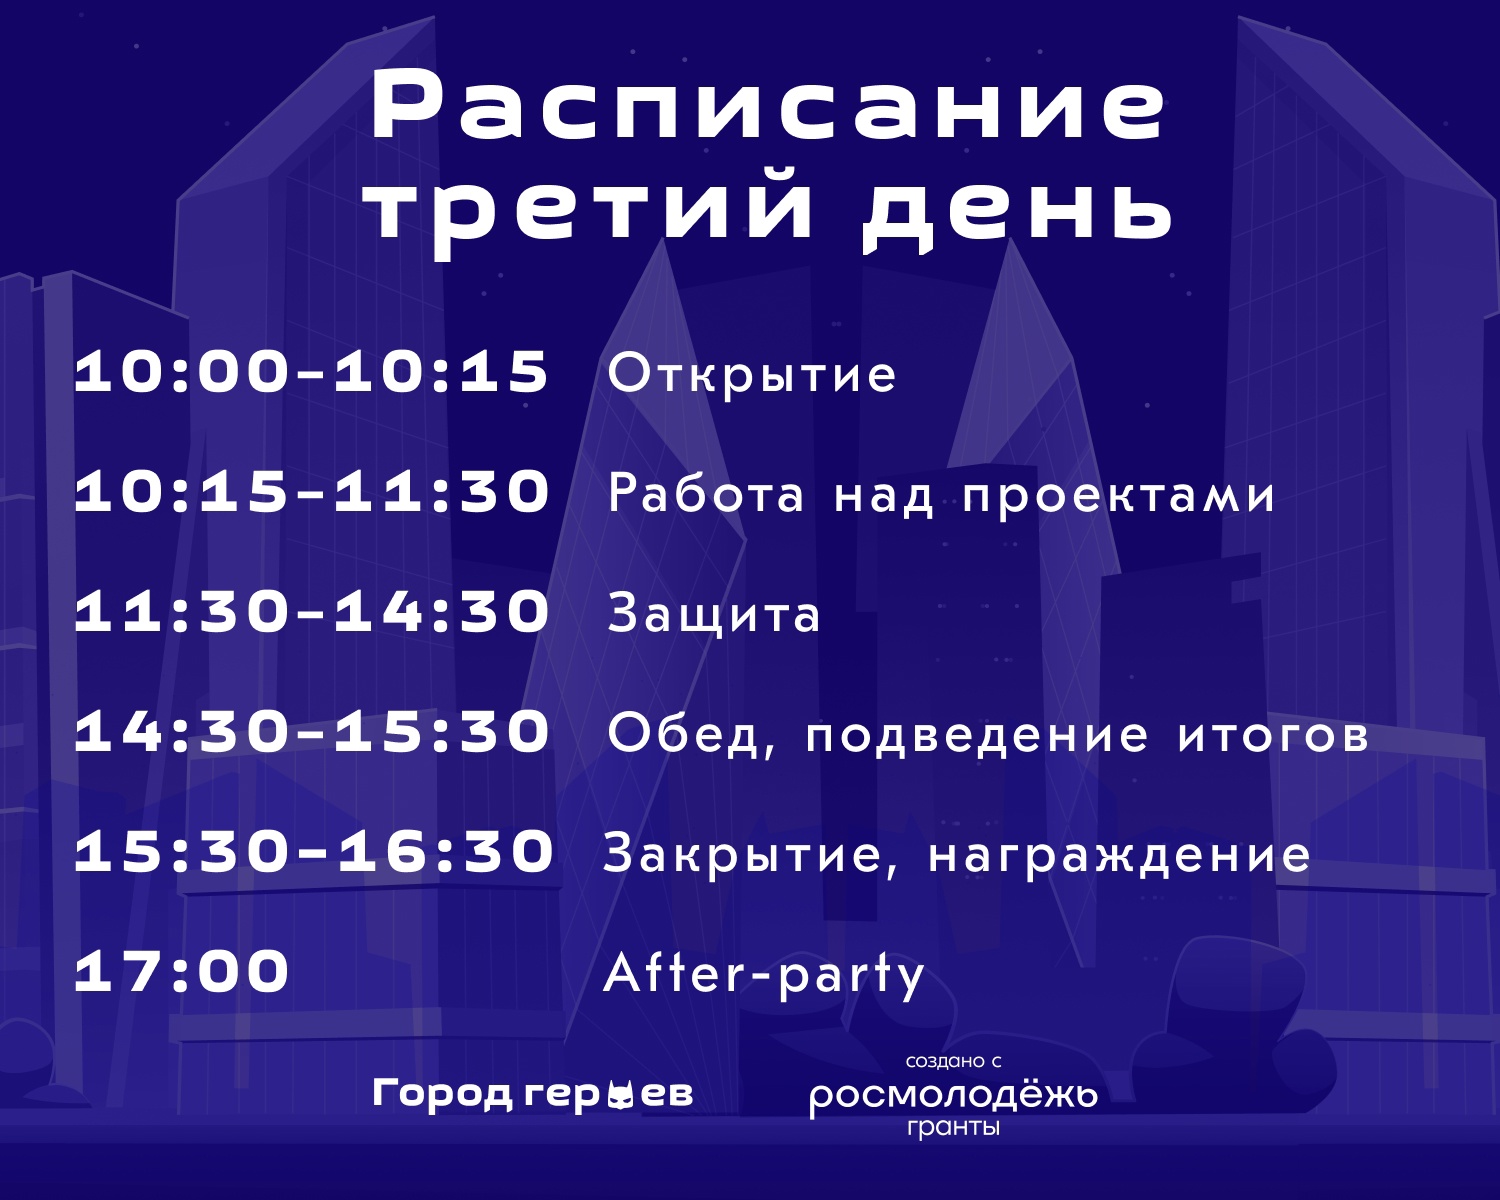 Расписание
третий день
10:00-10:15 Открытие
10:15-11:30 Работа над проектами
11:30-14:30 Защита
14:30-15:30 Обед, подведение итогов
15:30-16:30 Закрытие, награждение
17:00 After-party
Город героев
создано с
росмолодёжь
гранты